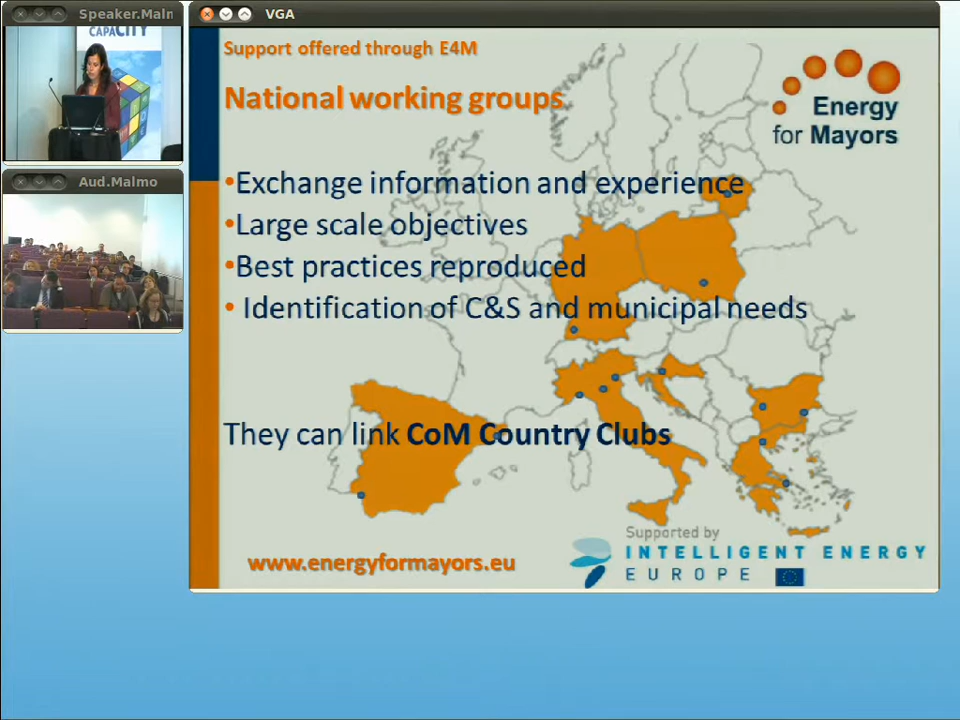 Speaker.Malm
CAPACITY
Aud.Malmo
VGA
Support offered through E4M
National working groups
Energy
for Mayors
•Exchange information and experience
•Large scale objectives
•Best practices reproduced
• Identification of C&S and municipal needs
They can link CoM Country Clubs
www.energyformayors.eu
Supported by
INTELLIGENT ENERGY
EUROPE